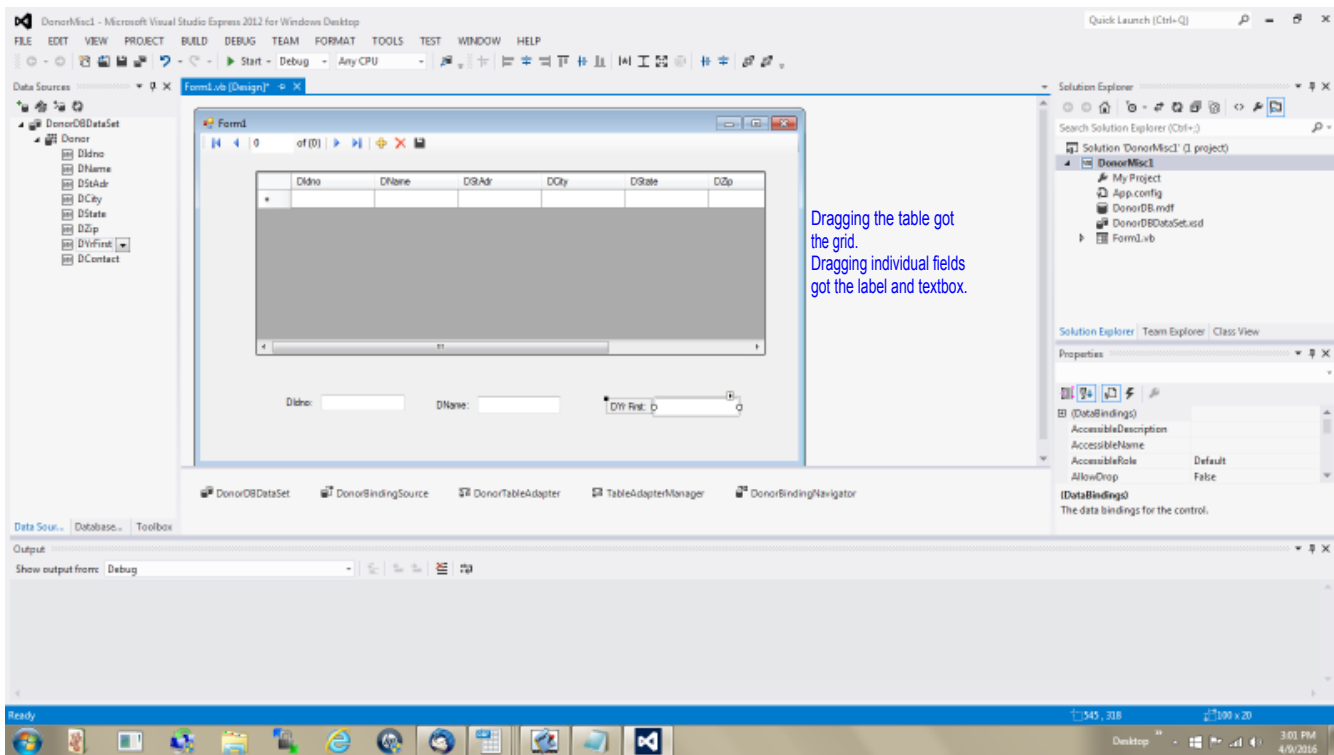 DonorMisc1 - Microsoft Visual Studio Express 2012 for Windows Desktop
Quick Launch (Ctrl+Q)
FILE EDIT VIEW PROJECT BUILD DEBUG TEAM FORMAT TOOLS TEST WINDOW HELP
Start - Debug Any CPU
Data Sources
DonorDBDataSet
Donor
DIdno
DName
DStAdr
DCity
DState
DZip
DYrFirst
DContact
Data Sour... Database... Toolbox
Form1.vb [Design]*
Form1
0 of {0}
DIdno DName DStAdr DCity DState DZip
DIdno: DName: DYr First:
Dragging the table got
the grid.
Dragging individual fields
got the label and textbox.
DonorDBDataSet DonorBindingSource DonorTableAdapter TableAdapterManager DonorBindingNavigator
Solution Explorer
Search Solution Explorer (Ctrl+;)
Solution 'DonorMisc1' (1 project)
DonorMisc1
My Project
App.config
DonorDB.mdf
DonorDBDataSet.xsd
Form1.vb
Solution Explorer Team Explorer Class View
Properties
(DataBindings)
AccessibleDescription
AccessibleName
AccessibleRole Default
AllowDrop False
(DataBindings)
The data bindings for the control.
Output
Show output from: Debug
Ready
545 , 318 100 x 20
Desktop
3:01 PM
4/9/2016